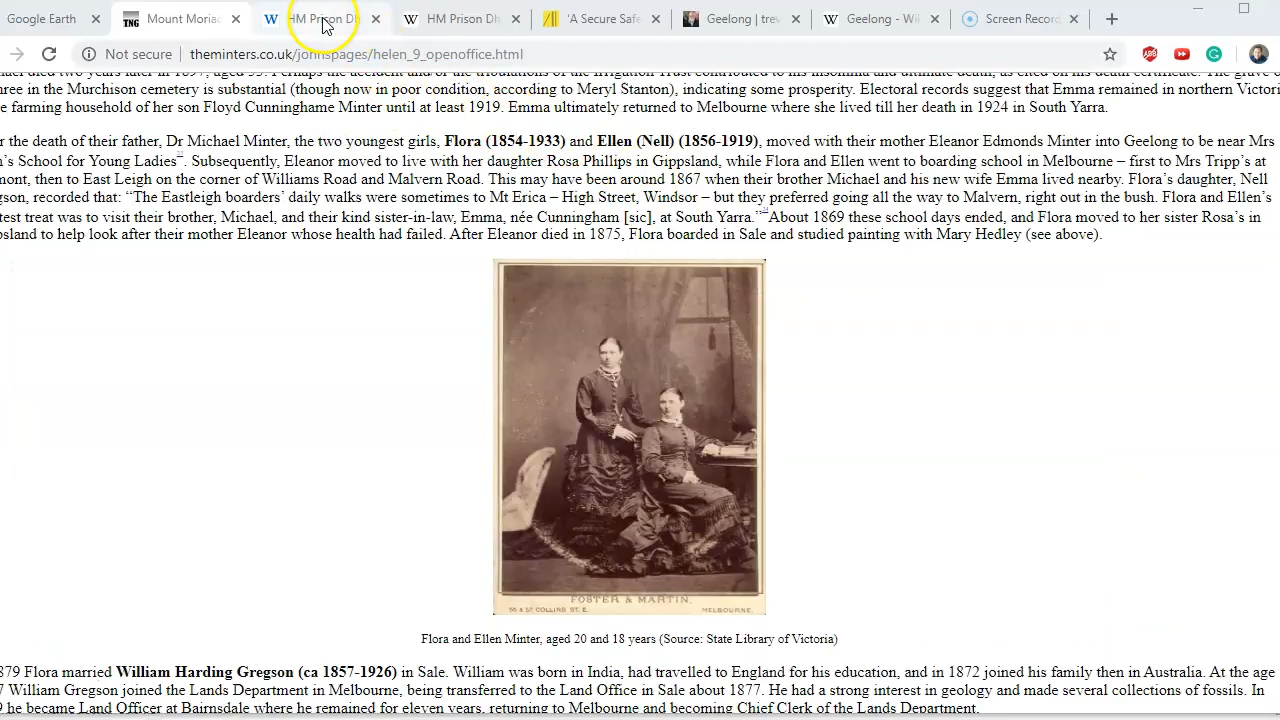 Google Earth
TNG Mount Moriac
W HM Prison Dh
W HM Prison Dh
'A Secure Safe
Geelong | trev
W Geelong - Wi
Screen Record
Not secure theminters.co.uk/johnspages/helen_9_openoffice.html
ABP
three in the Murchison cemetery is substantial (though now in poor condition, according to Meryl Stanton), indicating some prosperity. Electoral records suggest that Emma remained in northern Victori
e farming household of her son Floyd Cunninghame Minter until at least 1919. Emma ultimately returned to Melbourne where she lived till her death in 1924 in South Yarra.
r the death of their father, Dr Michael Minter, the two youngest girls, Flora (1854-1933) and Ellen (Nell) (1856-1919), moved with their mother Eleanor Edmonds Minter into Geelong to be near Mrs
n's School for Young Ladies. Subsequently, Eleanor moved to live with her daughter Rosa Phillips in Gippsland, while Flora and Ellen went to boarding school in Melbourne – first to Mrs Tripp's at
mont, then to East Leigh on the corner of Williams Road and Malvern Road. This may have been around 1867 when their brother Michael and his new wife Emma lived nearby. Flora's daughter, Nell
gson, recorded that: “The Eastleigh boarders' daily walks were sometimes to Mt Erica – High Street, Windsor – but they preferred going all the way to Malvern, right out in the bush. Flora and Ellen's
test treat was to visit their brother, Michael, and their kind sister-in-law, Emma, née Cunningham [sic], at South Yarra.”About 1869 these school days ended, and Flora moved to her sister Rosa's in
psland to help look after their mother Eleanor whose health had failed. After Eleanor died in 1875, Flora boarded in Sale and studied painting with Mary Hedley (see above).
FOSTER & MARTIN.
55 & 57 COLLINS ST. E. MELBOURNE.
Flora and Ellen Minter, aged 20 and 18 years (Source: State Library of Victoria)
879 Flora married William Harding Gregson (ca 1857-1926) in Sale. William was born in India, had travelled to England for his education, and in 1872 joined his family then in Australia. At the age
7 William Gregson joined the Lands Department in Melbourne, being transferred to the Land Office in Sale about 1877. He had a strong interest in geology and made several collections of fossils. In
9 he became Land Officer at Bairnsdale where he remained for eleven years, returning to Melbourne and becoming Chief Clerk of the Lands Department.